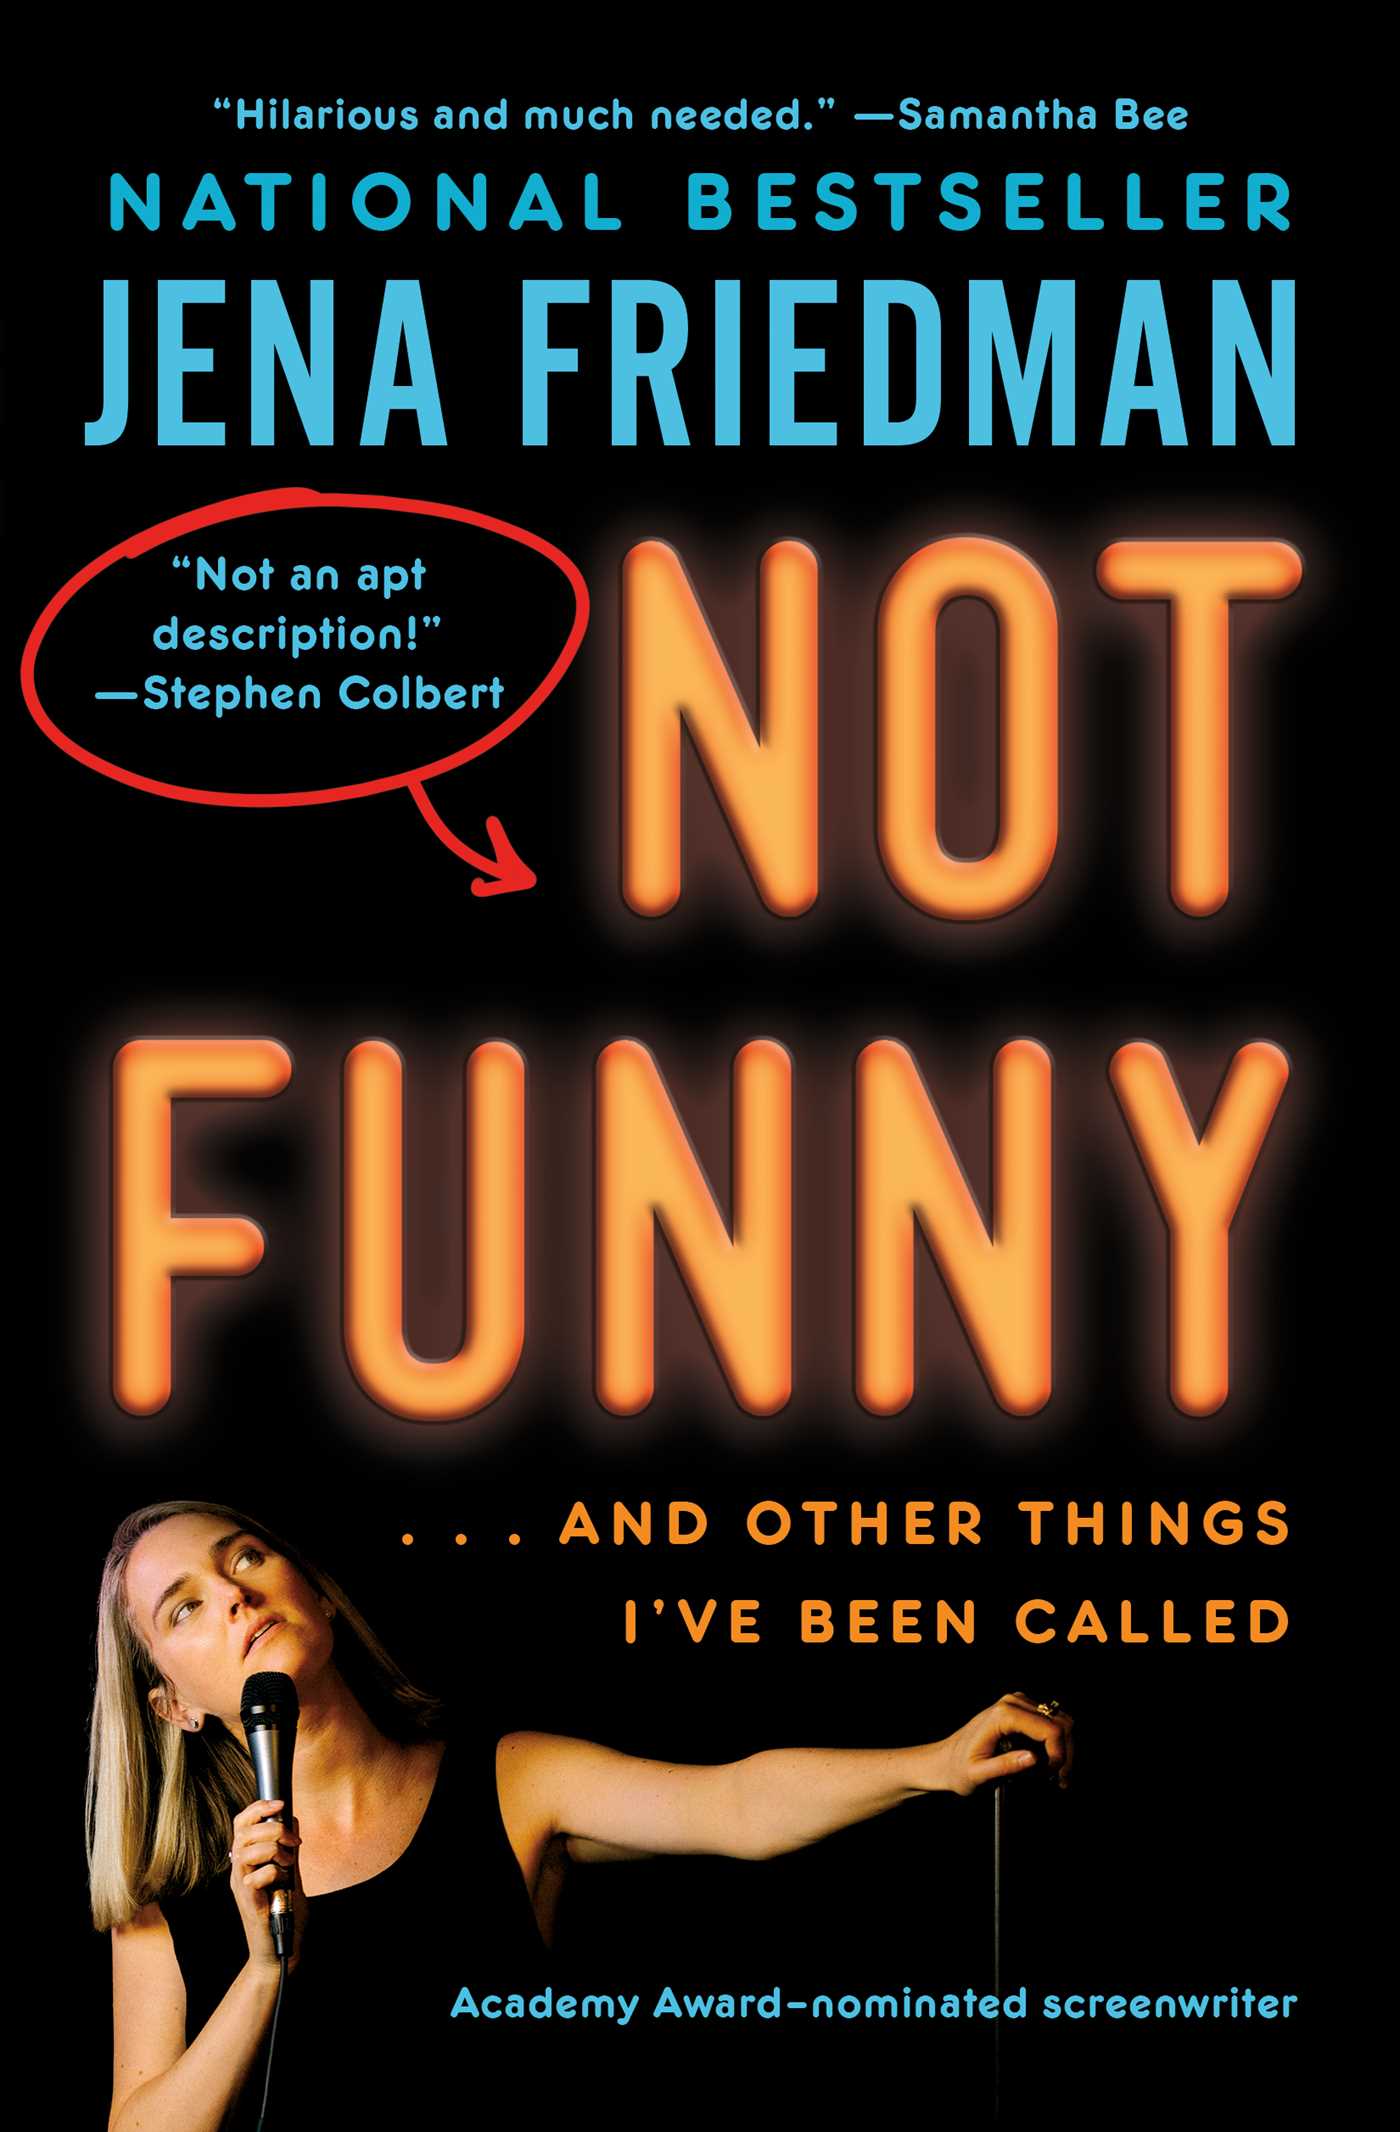 “Hilarious and much needed.” —Samantha Bee
NATIONAL BESTSELLER
JENA FRIEDMAN
“Not an apt
description!”
—Stephen Colbert
NOT
FUNNY
. . . AND OTHER THINGS
I’VE BEEN CALLED
Academy Award–nominated screenwriter